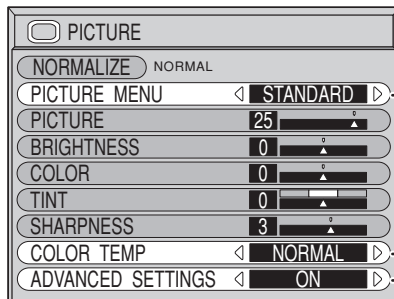 PICTURE
NORMALIZE NORMAL
PICTURE MENU STANDARD
PICTURE 25
BRIGHTNESS 0
COLOR 0
TINT 0
SHARPNESS 3
COLOR TEMP NORMAL
ADVANCED SETTINGS ON